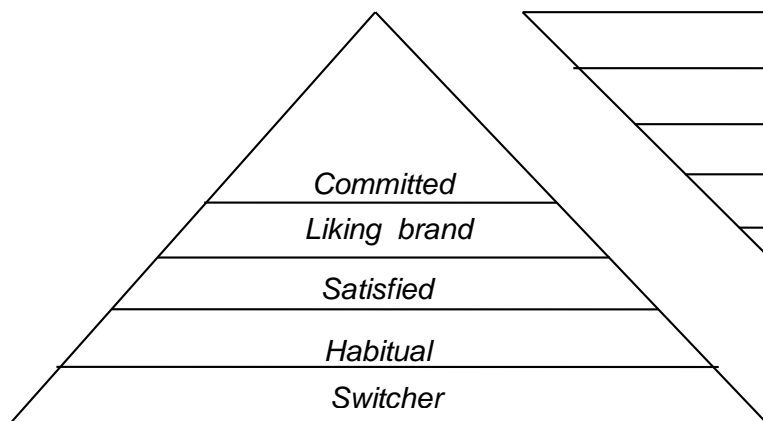 Committed
Liking brand
Satisfied
Habitual
Switcher